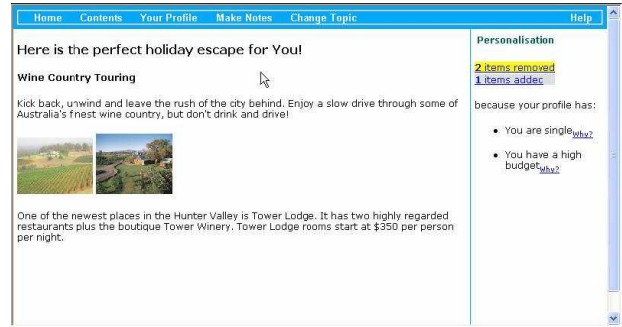 Home Contents Your Profile Make Notes Change Topic Help
Here is the perfect holiday escape for You!
Wine Country Touring
Kick back, unwind and leave the rush of the city behind. Enjoy a slow drive through some of
Australia's finest wine country, but don't drink and drive!
One of the newest places in the Hunter Valley is Tower Lodge. It has two highly regarded
restaurants plus the boutique Tower Winery. Tower Lodge rooms start at $350 per person
per night.
Personalisation
2 items removed
1 items added
because your profile has:
• You are single Why?
• You have a high
budget Why?